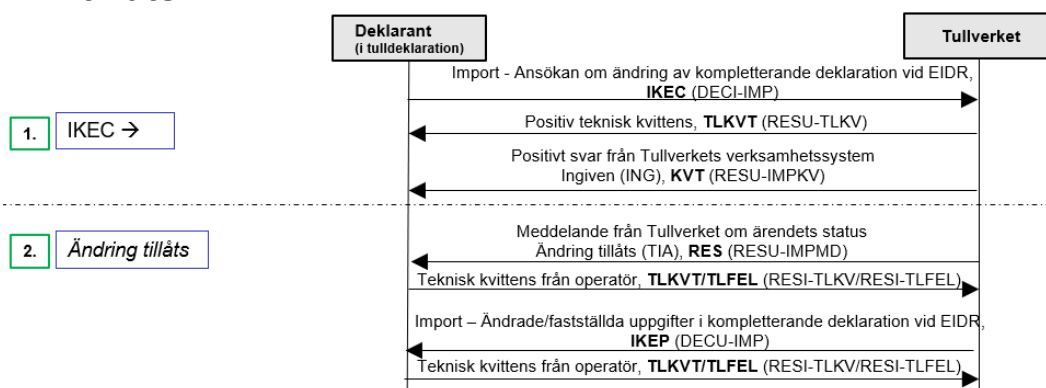 Deklarant
(i tulldeklaration)
Tullverket
Import - Ansökan om ändring av kompletterande deklaration vid EIDR,
IKEC (DECI-IMP)
1.
IKEC →
Positiv teknisk kvittens, TLKVT (RESU-TLKV)
Positivt svar från Tullverkets verksamhetssystem
Ingiven (ING), KVT (RESU-IMPKV)
2.
Ändring tillåts
Meddelande från Tullverket om ärendets status
Ändring tillåts (TIA), RES (RESU-IMPMD)
Teknisk kvittens från operatör, TLKVT/TLFEL (RESI-TLKV/RESI-TLFEL)
Import – Ändrade/fastställda uppgifter i kompletterande deklaration vid EIDR,
IKEP (DECU-IMP)
Teknisk kvittens från operatör, TLKVT/TLFEL (RESI-TLKV/RESI-TLFEL)